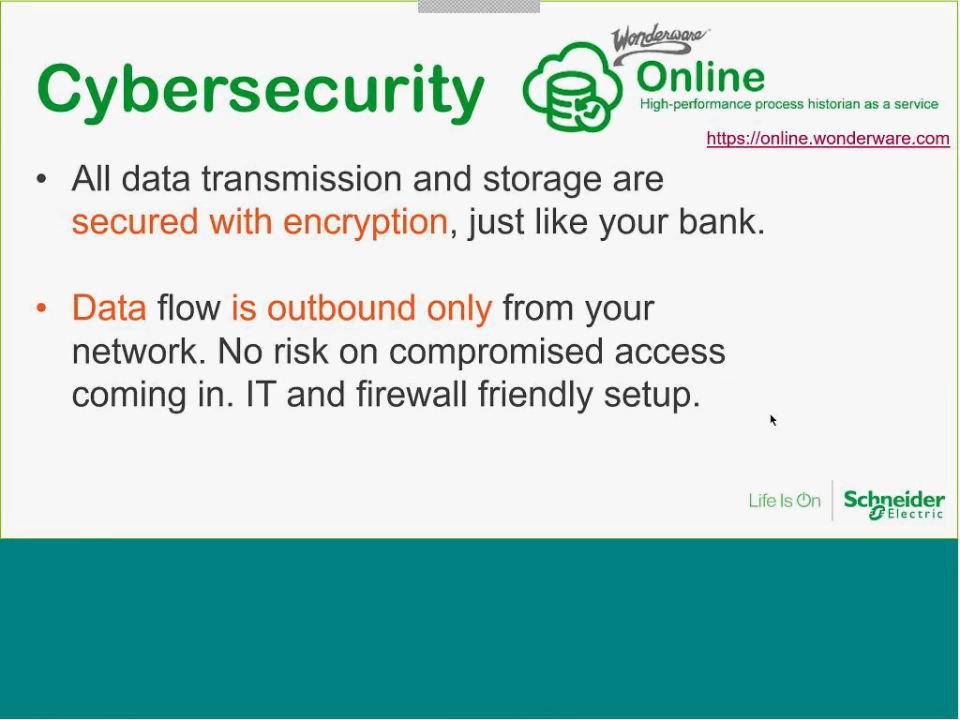 Cybersecurity
Wonderware
Online
High-performance process historian as a service
https://online.wonderware.com
• All data transmission and storage are
secured with encryption, just like your bank.
• Data flow is outbound only from your
network. No risk on compromised access
coming in. IT and firewall friendly setup.
Life Is On
Schneider
Electric